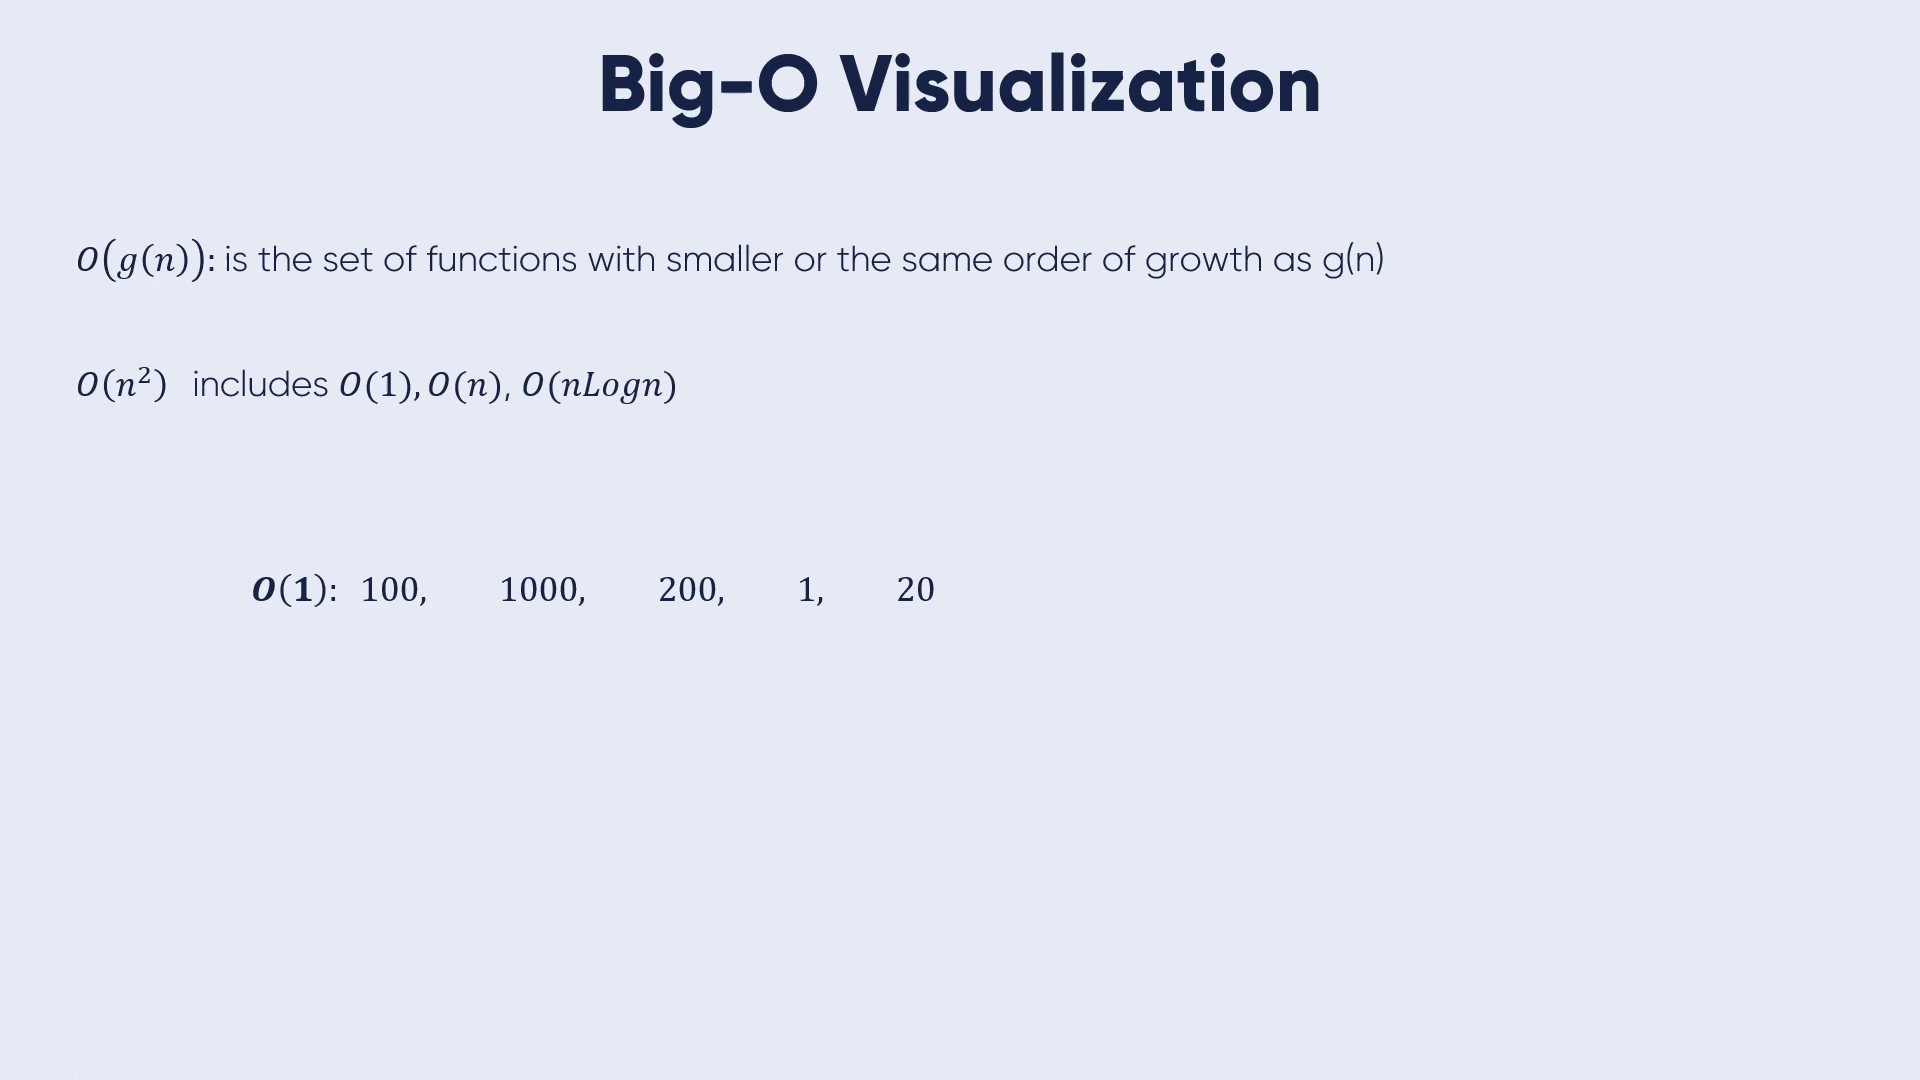 Big-O Visualization
O(g(n)): is the set of functions with smaller or the same order of growth as g(n)
O(n²) includes O(1), O(n), O(nLogn)
O(1): 100, 1000, 200, 1, 20